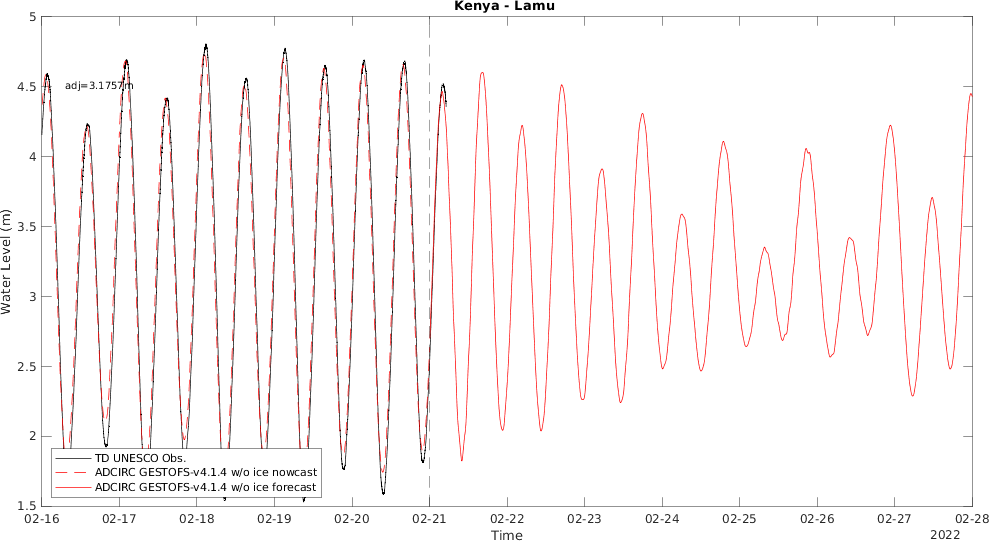 Kenya - Lamu
5
4.5
4
3.5
3
2.5
2
1.5
Water Level (m)
adj=3.1757m
TD UNESCO Obs.
ADCIRC GESTOFS-v4.1.4 w/o ice nowcast
ADCIRC GESTOFS-v4.1.4 w/o ice forecast
02-16 02-17 02-18 02-19 02-20 02-21 02-22 02-23 02-24 02-25 02-26 02-27 02-28
Time
2022